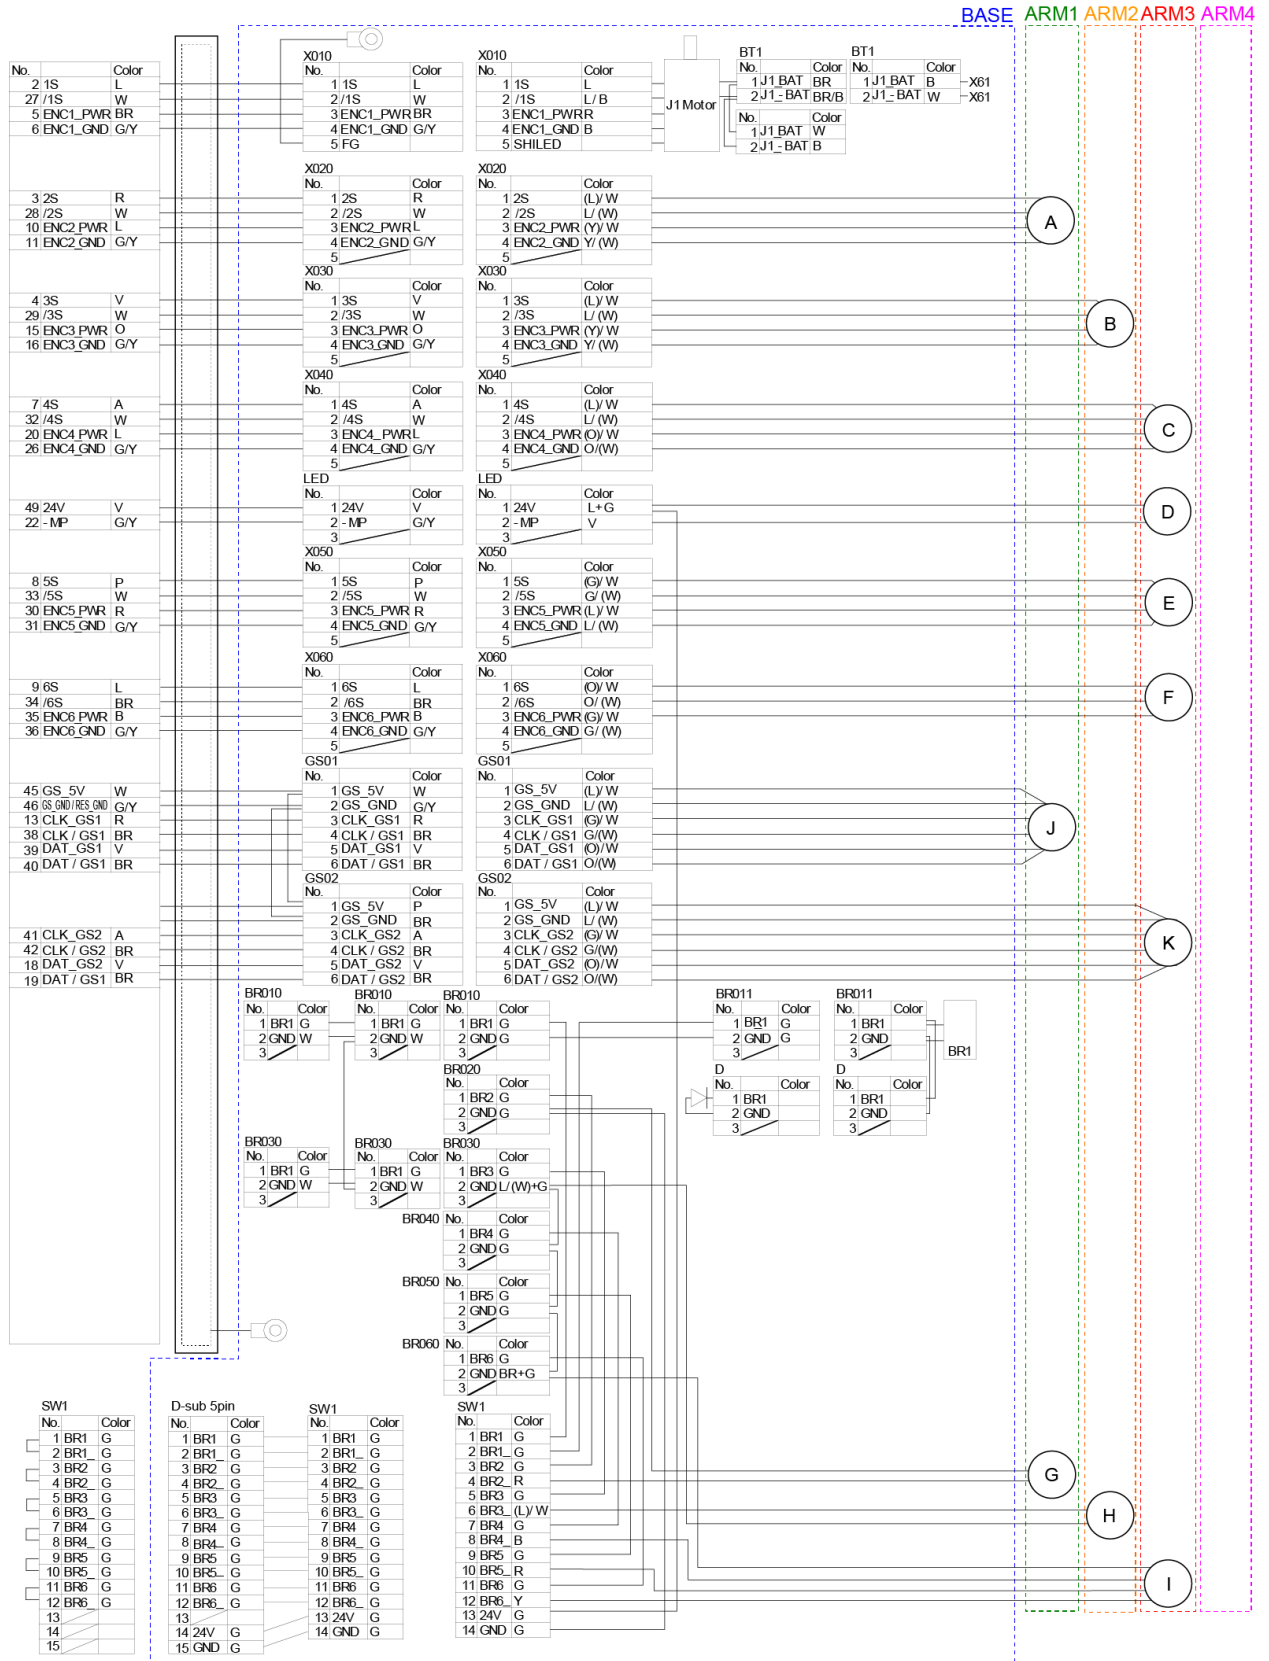 BASE ARM1 ARM2 ARM3 ARM4
No. Color
2 1S L
27 /1S W
5 ENC1_PWR BR
6 ENC1_GND G/Y
3 2S R
28 /2S W
10 ENC2_PWR L
11 ENC2_GND G/Y
4 3S V
29 /3S W
15 ENC3_PWR O
16 ENC3_GND G/Y
7 4S A
32 /4S W
20 ENC4_PWR L
26 ENC4_GND G/Y
49 24V V
22 -MP G/Y
8 5S P
33 /5S W
30 ENC5_PWR R
31 ENC5_GND G/Y
9 6S L
34 /6S BR
35 ENC6_PWR B
36 ENC6_GND G/Y
45 GS_5V W
46 GS_GND/RES_GND G/Y
13 CLK_GS1 R
38 CLK / GS1 BR
39 DAT_GS1 V
40 DAT / GS1 BR
41 CLK_GS2 A
42 CLK / GS2 BR
18 DAT_GS2 V
19 DAT / GS1 BR
X010
No. Color
1 1S L
2 /1S W
3 ENC1_PWR BR
4 ENC1_GND G/Y
5 FG
X010
No. Color
1 1S L
2 /1S L/ B
3 ENC1_PWR R
4 ENC1_GND B
5 SHILED
J1 Motor
BT1
No. Color
1 J1_BAT BR
2 J1_-BAT BR/B
No. Color
1 J1_BAT W
2 J1_-BAT B
BT1
No. Color
1 J1_BAT B X61
2 J1_-BAT W X61
X020
No. Color
1 2S R
2 /2S W
3 ENC2_PWR L
4 ENC2_GND G/Y
5
X020
No. Color
1 2S (L)/ W
2 /2S L/ (W)
3 ENC2_PWR (Y)/ W
4 ENC2_GND Y/ (W)
5
A
X030
No. Color
1 3S V
2 /3S W
3 ENC3_PWR O
4 ENC3_GND G/Y
5
X030
No. Color
1 3S (L)/ W
2 /3S L/ (W)
3 ENC3_PWR (Y)/ W
4 ENC3_GND Y/ (W)
5
B
X040
No. Color
1 4S A
2 /4S W
3 ENC4_PWR L
4 ENC4_GND G/Y
5
X040
No. Color
1 4S (L)/ W
2 /4S L/ (W)
3 ENC4_PWR (O)/ W
4 ENC4_GND O/(W)
5
C
LED
No. Color
1 24V V
2 -MP G/Y
3
No. Color
1 24V L+G
2 -MP V
3
D
X050
No. Color
1 5S P
2 /5S W
3 ENC5_PWR R
4 ENC5_GND G/Y
5
X050
No. Color
1 5S (G)/ W
2 /5S G/ (W)
3 ENC5_PWR (L)/ W
4 ENC5_GND L/ (W)
5
E
X060
No. Color
1 6S L
2 /6S BR
3 ENC6_PWR B
4 ENC6_GND G/Y
5
X060
No. Color
1 6S (O)/ W
2 /6S O/ (W)
3 ENC6_PWR (G)/ W
4 ENC6_GND G/ (W)
5
F
GS01
No. Color
1 GS_5V W
2 GS_GND G/Y
3 CLK_GS1 R
4 CLK / GS1 BR
5 DAT_GS1 V
6 DAT / GS1 BR
GS01
No. Color
1 GS_5V (L)/ W
2 GS_GND L/ (W)
3 CLK_GS1 (G)/ W
4 CLK / GS1 G/(W)
5 DAT_GS1 (O)/ W
6 DAT / GS1 O/(W)
J
GS02
No. Color
1 GS_5V P
2 GS_GND BR
3 CLK_GS2 A
4 CLK / GS2 BR
5 DAT_GS2 V
6 DAT / GS2 BR
GS02
No. Color
1 GS_5V (L)/ W
2 GS_GND L/ (W)
3 CLK_GS2 (G)/ W
4 CLK / GS2 G/(W)
5 DAT_GS2 (O)/ W
6 DAT / GS2 O/(W)
K
BR010
No. Color
1 BR1 G
2 GND W
3
BR010
No. Color
1 BR1 G
2 GND W
3
BR010
No. Color
1 BR1 G
2 GND G
3
BR011
No. Color
1 BR_1 G
2 GND G
3
BR011
No. Color
1 BR1
2 GND
3
BR1
BR020
No. Color
1 BR2 G
2 GND G
3
D
No. Color
1 BR1
2 GND
3
D
No. Color
1 BR1
2 GND
3
BR030
No. Color
1 BR1 G
2 GND W
3
BR030
No. Color
1 BR1 G
2 GND W
3
BR030
No. Color
1 BR3 G
2 GND L/ (W)+G
3
BR040 No. Color
1 BR4 G
2 GND G
3
BR050 No. Color
1 BR5 G
2 GND G
3
BR060 No. Color
1 BR6 G
2 GND BR+G
3
SW1
No. Color
1 BR1 G
2 BR1_ G
3 BR2 G
4 BR2_ G
5 BR3 G
6 BR3_ G
7 BR4 G
8 BR4_ G
9 BR5 G
10 BR5_ G
11 BR6 G
12 BR6_ G
13
14
15
D-sub 5pin
No. Color
1 BR1 G
2 BR1_ G
3 BR2 G
4 BR2_ G
5 BR3 G
6 BR3_ G
7 BR4 G
8 BR4_ G
9 BR5 G
10 BR5_ G
11 BR6 G
12 BR6_ G
13
14 24V G
15 GND G
SW1
No. Color
1 BR1 G
2 BR1_ G
3 BR2 G
4 BR2_ G
5 BR3 G
6 BR3_ G
7 BR4 G
8 BR4_ G
9 BR5 G
10 BR5_ G
11 BR6 G
12 BR6_ G
13 24V G
14 GND G
SW1
No. Color
1 BR1 G
2 BR1_ G
3 BR2 G
4 BR2_ R
5 BR3 G
6 BR3_ (L)/ W
7 BR4 G
8 BR4_ B
9 BR5 G
10 BR5_ R
11 BR6 G
12 BR6_ Y
13 24V G
14 GND G
G
H
I